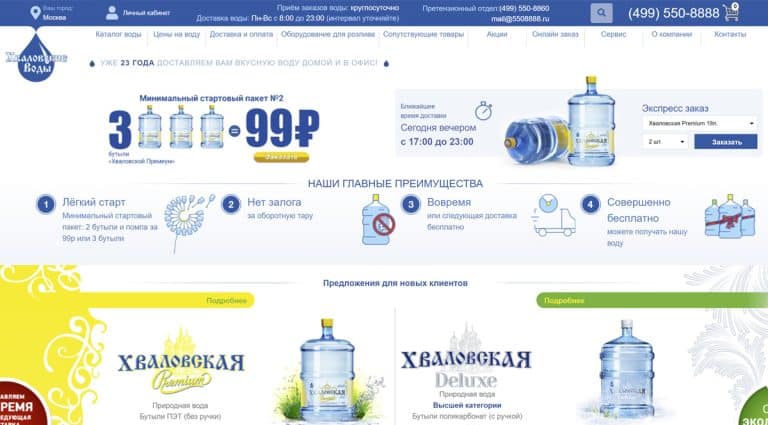 Ваш город:
Москва
Личный кабинет
Приём заказов воды: круглосуточно
Доставка воды: Пн-Вс с 8:00 до 23:00 (интервал уточняйте)
Претензионный отдел: (499) 550-8860
mail@5508888.ru
(499) 550-8888
0
Каталог воды
Цены на воду
Доставка и оплата
Оборудование для розлива
Сопутствующие товары
Акции
Онлайн заказ
Сервис
О компании
Контакты
Хваловские
Воды
УЖЕ 23 ГОДА ДОСТАВЛЯЕМ ВАМ ВКУСНУЮ ВОДУ ДОМОЙ И В ОФИС!
Минимальный стартовый пакет №2
3 = 99₽
бутыли
«Хваловской Премиум»
Заказать
Ближайшее
время доставки
Сегодня вечером
с 17:00 до 23:00
Экспресс заказ
Хваловская Premium 19л.
2 шт.
Заказать
НАШИ ГЛАВНЫЕ ПРЕИМУЩЕСТВА
1
Лёгкий старт
Минимальный стартовый
пакет: 2 бутыли и помпа за
99р или 3 бутыли
2
Нет залога
за оборотную тару
3
Вовремя
или следующая доставка
бесплатно
4
Совершенно
бесплатно
можете получать нашу
воду
Предложения для новых клиентов
Подробнее
Подробнее
ХВАЛОВСКАЯ
Premium
Природная вода
Бутыли ПЭТ (без ручки)
ХВАЛОВСКАЯ
Deluxe
Природная вода
Высшей категории
Бутыли поликарбонат (с ручкой)